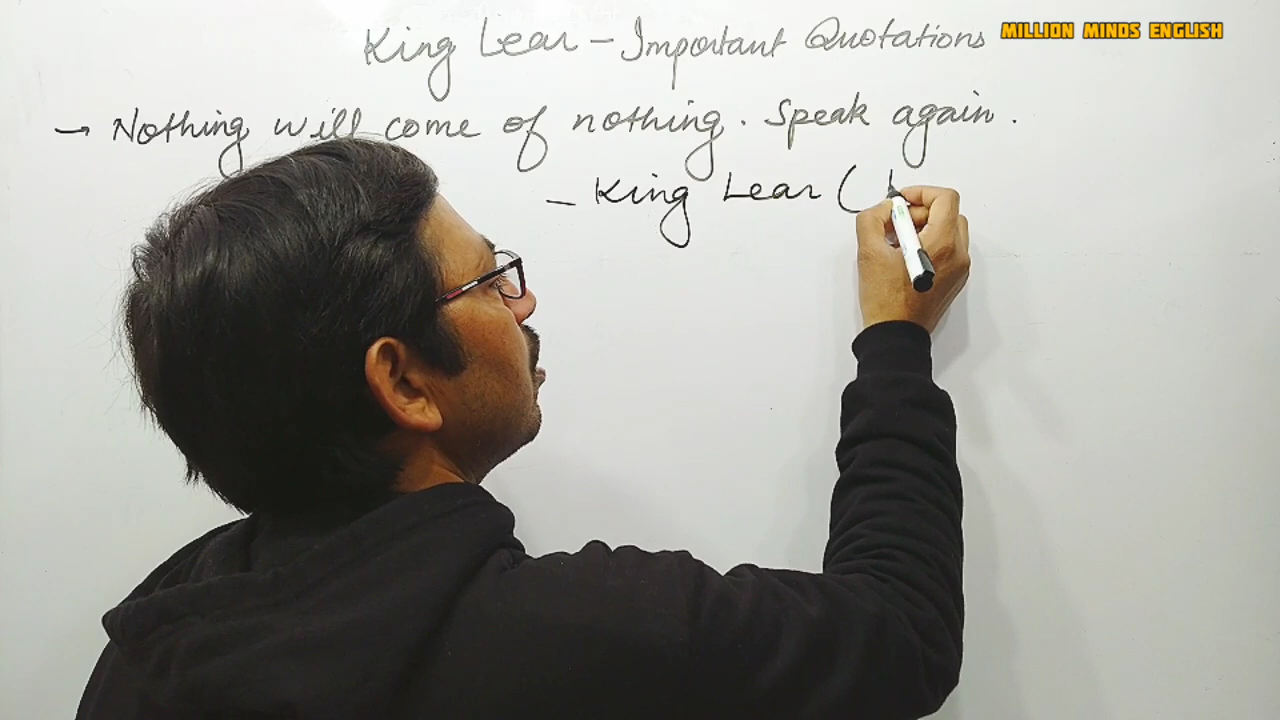 King Lear - Important Quotations
MILLION MINDS ENGLISH
→ Nothing will come of nothing. Speak again.
- King Lear (